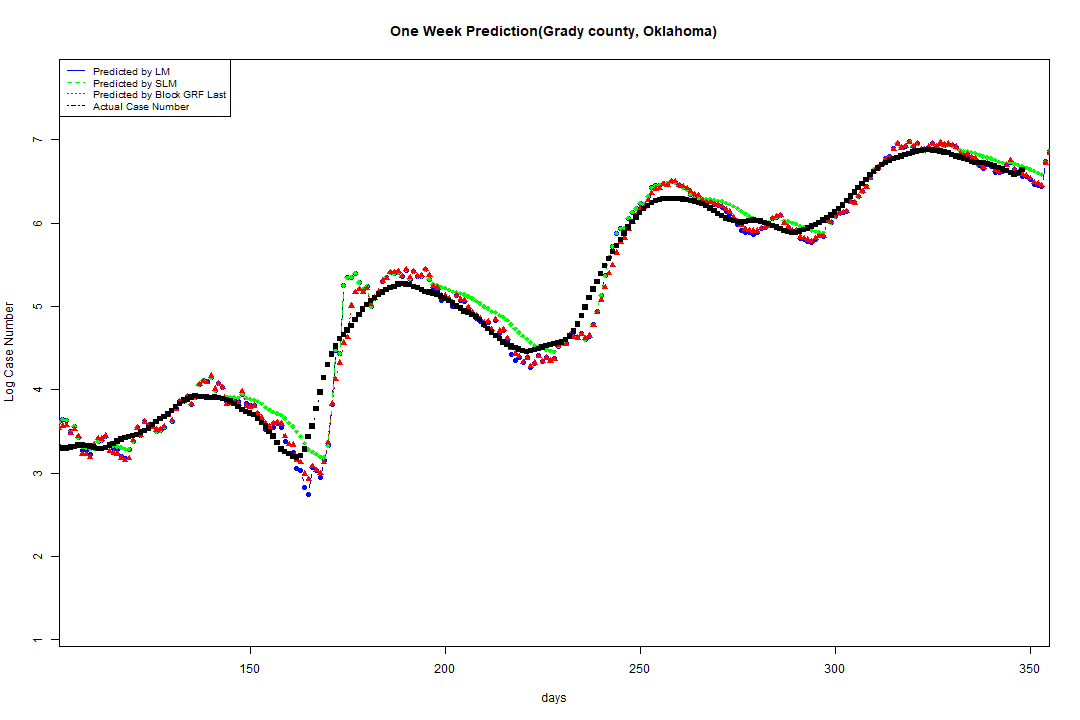 One Week Prediction(Grady county, Oklahoma)
Predicted by LM
Predicted by SLM
Predicted by Block GRF Last
Actual Case Number
7
6
5
4
3
2
1
Log Case Number
150 200 250 300 350
days